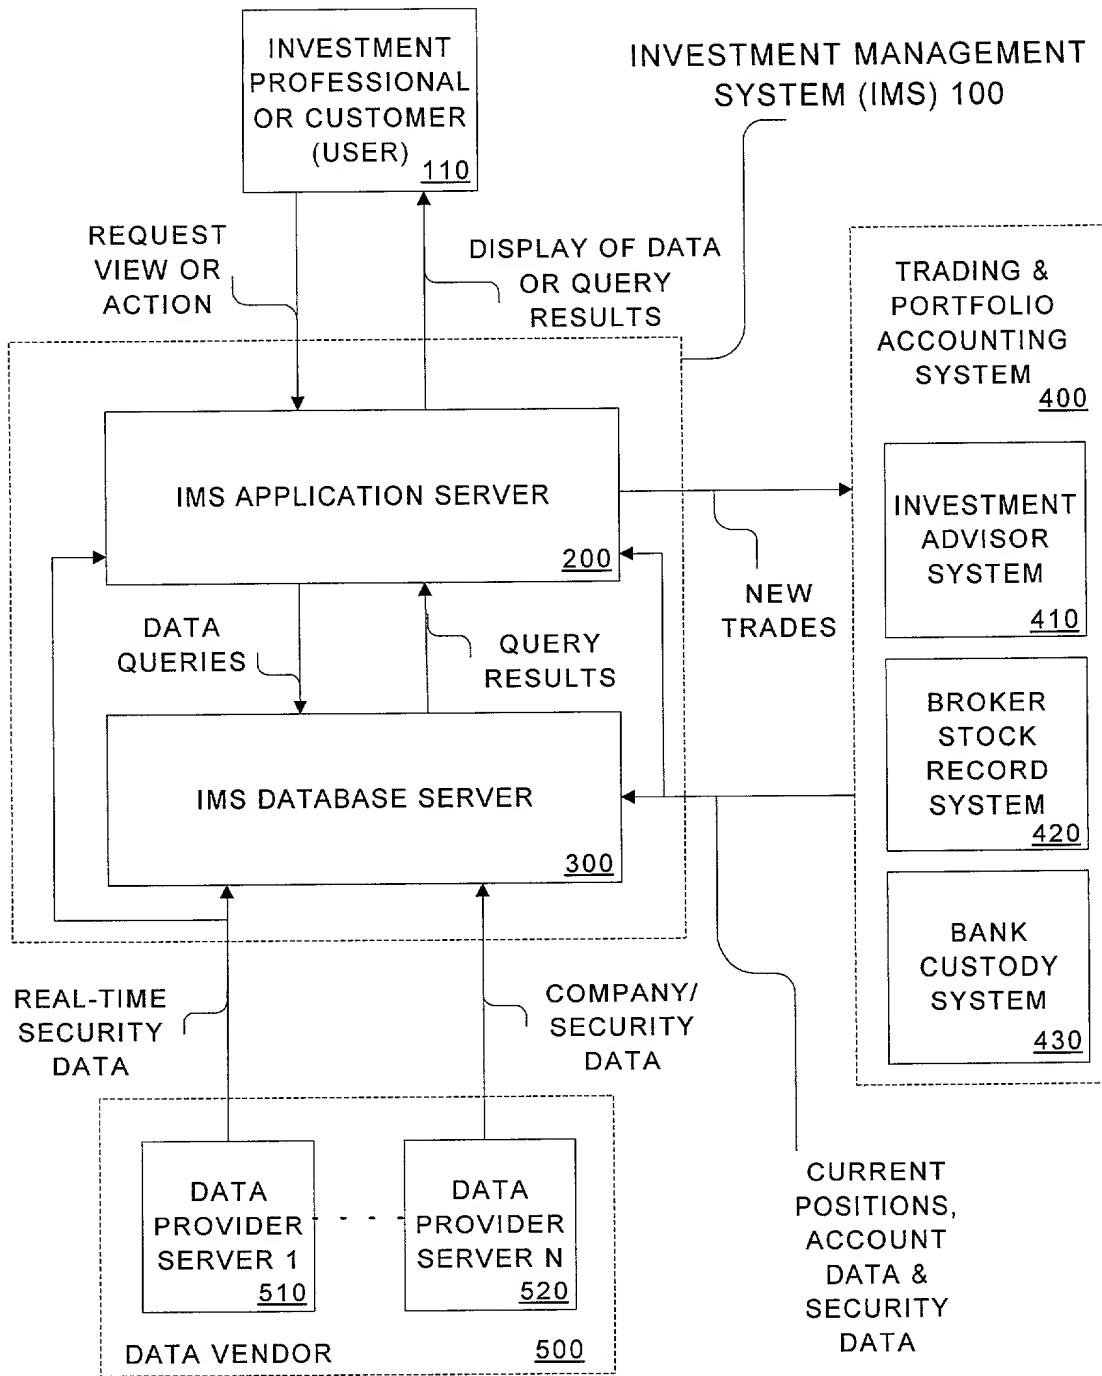 INVESTMENT
PROFESSIONAL
OR CUSTOMER
(USER)
110
INVESTMENT MANAGEMENT
SYSTEM (IMS) 100
REQUEST
VIEW OR
ACTION
DISPLAY OF DATA
OR QUERY
RESULTS
TRADING &
PORTFOLIO
ACCOUNTING
SYSTEM
400
IMS APPLICATION SERVER
200
INVESTMENT
ADVISOR
SYSTEM
410
NEW
TRADES
DATA
QUERIES
QUERY
RESULTS
BROKER
STOCK
RECORD
SYSTEM
420
IMS DATABASE SERVER
300
BANK
CUSTODY
SYSTEM
430
REAL-TIME
SECURITY
DATA
COMPANY/
SECURITY
DATA
DATA
PROVIDER
SERVER 1
510
DATA
PROVIDER
SERVER N
520
DATA VENDOR
500
CURRENT
POSITIONS,
ACCOUNT
DATA &
SECURITY
DATA